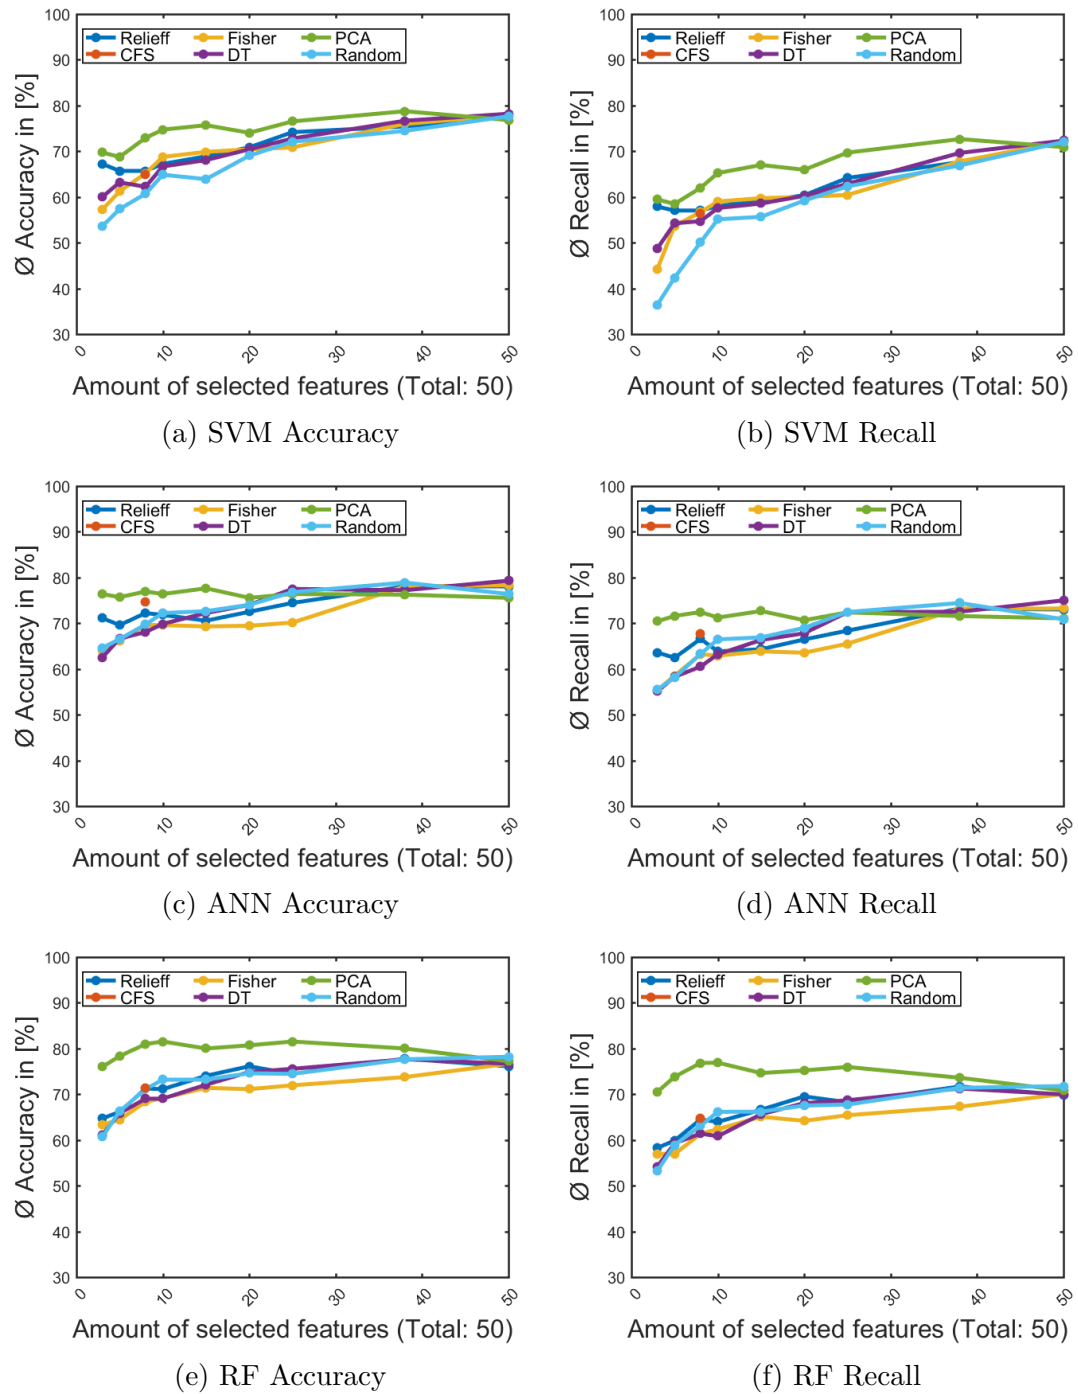 100
90
80
70
60
50
40
30
Ø Accuracy in [%]
Relieff Fisher PCA
CFS DT Random
0 10 20 30 40 50
Amount of selected features (Total: 50)
(a) SVM Accuracy
100
90
80
70
60
50
40
30
Ø Recall in [%]
Relieff Fisher PCA
CFS DT Random
0 10 20 30 40 50
Amount of selected features (Total: 50)
(b) SVM Recall
100
90
80
70
60
50
40
30
Ø Accuracy in [%]
Relieff Fisher PCA
CFS DT Random
0 10 20 30 40 50
Amount of selected features (Total: 50)
(c) ANN Accuracy
100
90
80
70
60
50
40
30
Ø Recall in [%]
Relieff Fisher PCA
CFS DT Random
0 10 20 30 40 50
Amount of selected features (Total: 50)
(d) ANN Recall
100
90
80
70
60
50
40
30
Ø Accuracy in [%]
Relieff Fisher PCA
CFS DT Random
0 10 20 30 40 50
Amount of selected features (Total: 50)
(e) RF Accuracy
100
90
80
70
60
50
40
30
Ø Recall in [%]
Relieff Fisher PCA
CFS DT Random
0 10 20 30 40 50
Amount of selected features (Total: 50)
(f) RF Recall